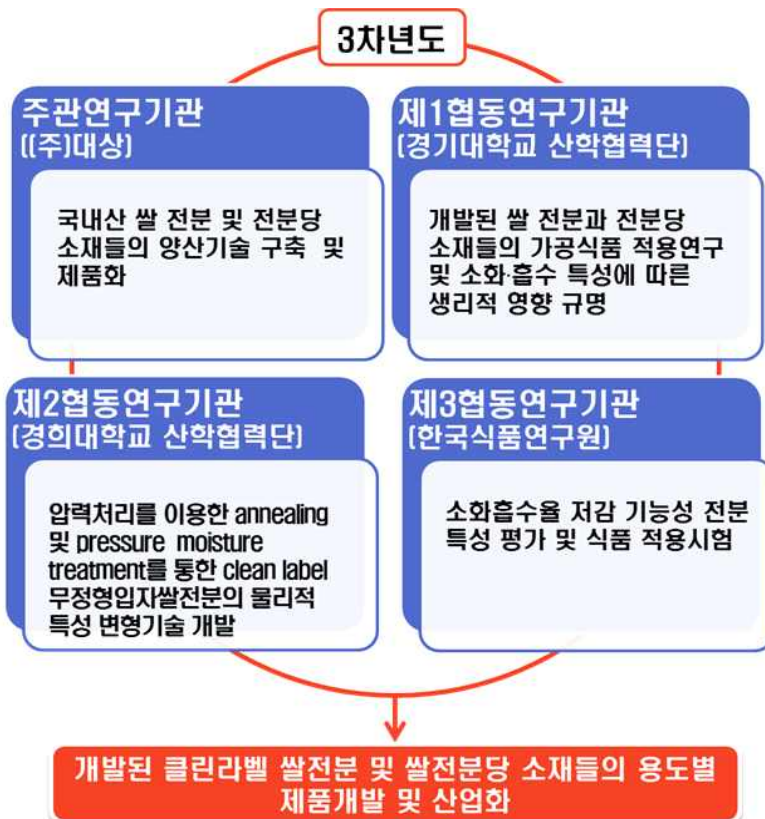 3차년도
주관연구기관
((주)대상)
국내산 쌀 전분 및 전분당
소재들의 양산기술 구축 및
제품화
제1협동연구기관
(경기대학교 산학협력단)
개발된 쌀 전분과 전분당
소재들의 가공식품 적용연구
및 소화·흡수 특성에 따른
생리적 영향 규명
제2협동연구기관
(경희대학교 산학협력단)
압력처리를 이용한 annealing
및 pressure moisture
treatment를 통한 clean label
무정형입자쌀전분의 물리적
특성 변형기술 개발
제3협동연구기관
(한국식품연구원)
소화흡수율 저감 기능성 전분
특성 평가 및 식품 적용시험
개발된 클린라벨 쌀전분 및 쌀전분당 소재들의 용도별
제품개발 및 산업화